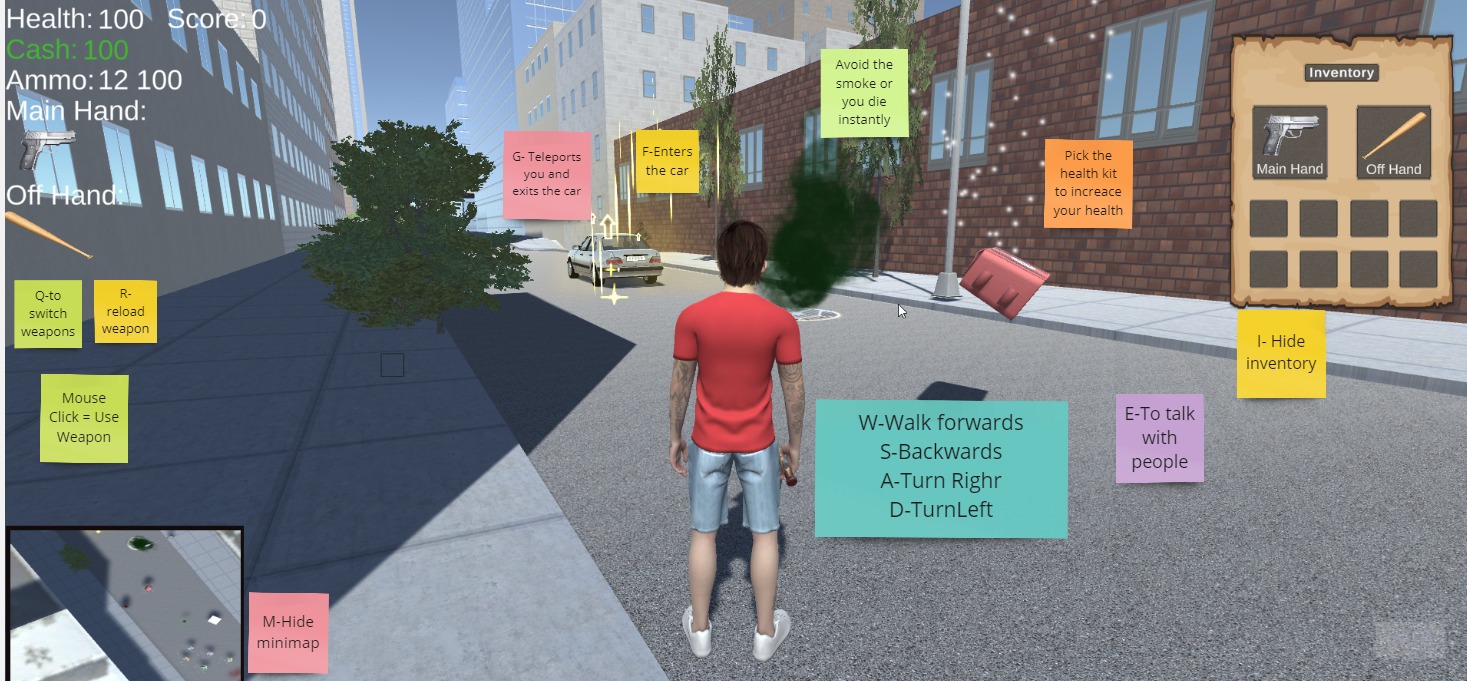 Health: 100 Score: 0
Cash: 100
Ammo: 12 100
Main Hand:
Off Hand:
Q-to
switch
weapons
R-
reload
weapon
Mouse
Click = Use
Weapon
M-Hide
minimap
G- Teleports
you and
exits the car
F-Enters
the car
Avoid the
smoke or
you die
instantly
Pick the
health kit
to increace
your health
W-Walk forwards
S-Backwards
A-Turn Righr
D-TurnLeft
E-To talk
with
people
Inventory
Main Hand
Off Hand
I- Hide
inventory